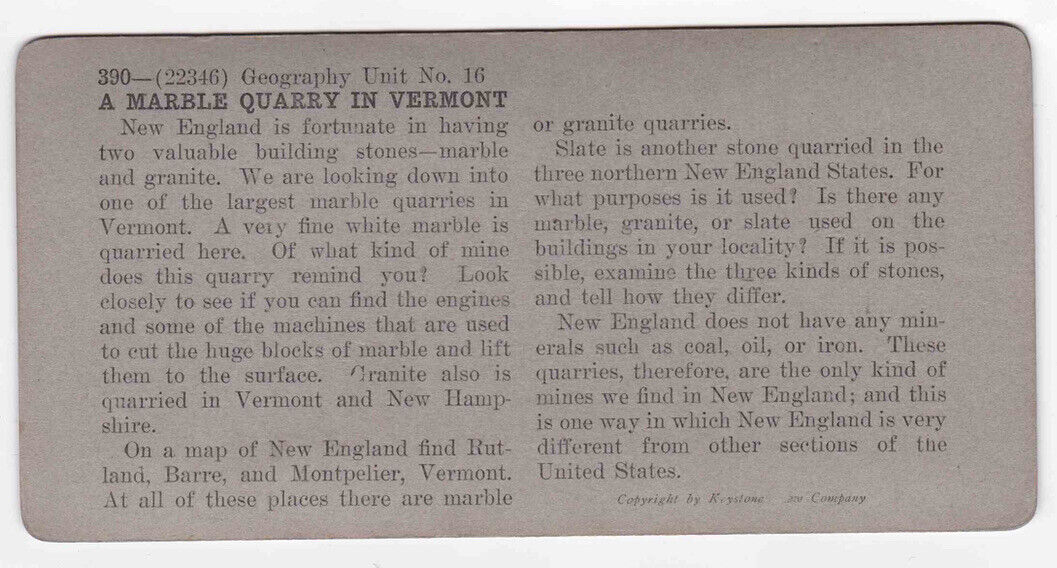 390—(22346) Geography Unit No. 16
A MARBLE QUARRY IN VERMONT
New England is fortunate in having
two valuable building stones—marble
and granite. We are looking down into
one of the largest marble quarries in
Vermont. A very fine white marble is
quarried here. Of what kind of mine
does this quarry remind you? Look
closely to see if you can find the engines
and some of the machines that are used
to cut the huge blocks of marble and lift
them to the surface. Granite also is
quarried in Vermont and New Hamp-
shire.
On a map of New England find Rut-
land, Barre, and Montpelier, Vermont.
At all of these places there are marble
or granite quarries.
Slate is another stone quarried in the
three northern New England States. For
what purposes is it used? Is there any
marble, granite, or slate used on the
buildings in your locality? If it is pos-
sible, examine the three kinds of stones,
and tell how they differ.
New England does not have any min-
erals such as coal, oil, or iron. These
quarries, therefore, are the only kind of
mines we find in New England; and this
is one way in which New England is very
different from other sections of the
United States.
Copyright by Keystone Company